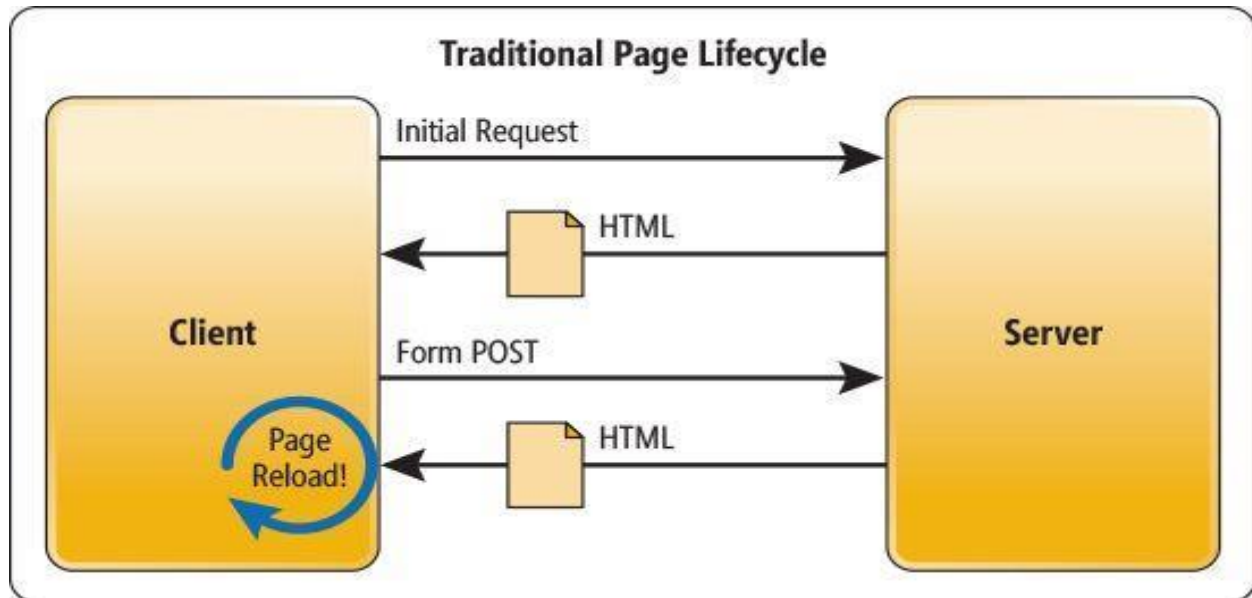 Traditional Page Lifecycle
Initial Request
HTML
Client
Server
Form POST
HTML
Page
Reload!